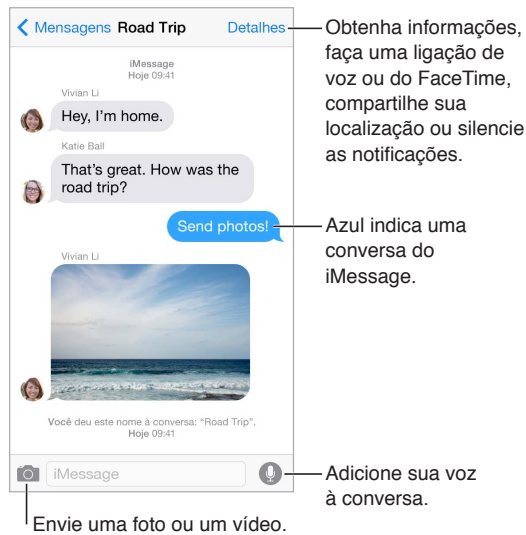 Mensagens Road Trip Detalhes
iMessage
Hoje 09:41
Vivian Li
Hey, I'm home.
Katie Ball
That's great. How was the
road trip?
Send photos!
Vivian Li
Você deu este nome à conversa: “Road Trip”.
Hoje 09:41
iMessage
Obtenha informações,
faça uma ligação de
voz ou do FaceTime,
compartilhe sua
localização ou silencie
as notificações.
Azul indica uma
conversa do
iMessage.
Adicione sua voz
à conversa.
Envie uma foto ou um vídeo.